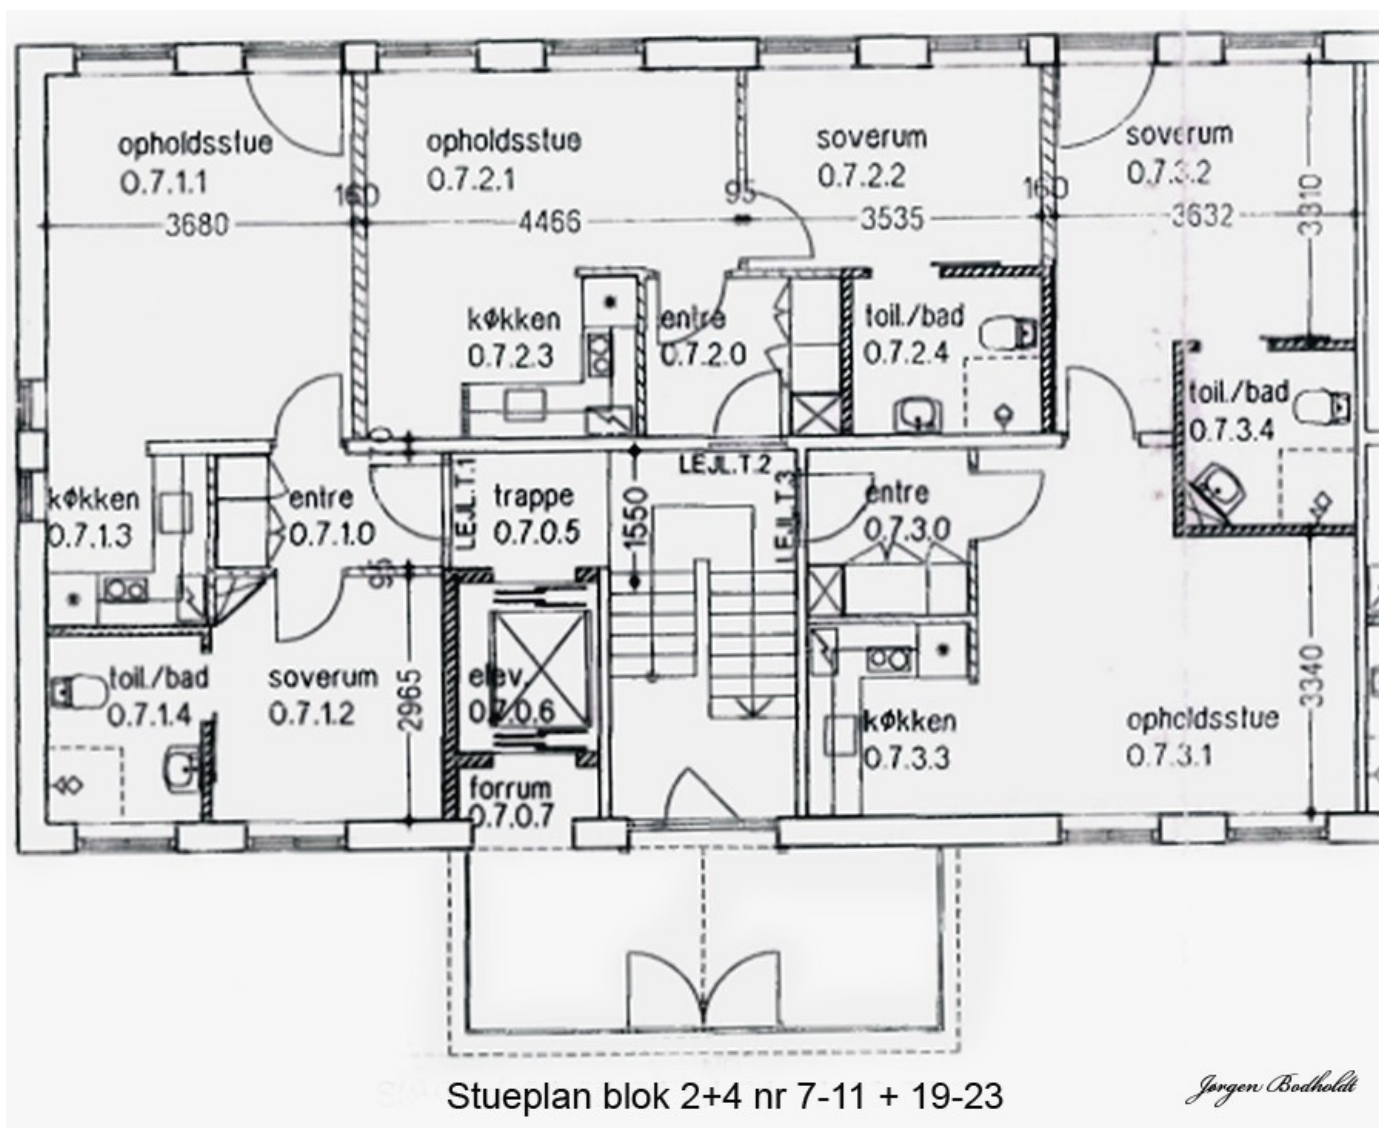 opholdsstue
0.7.1.1
opholdsstue
0.7.2.1
soverum
0.7.2.2
soverum
0.7.3.2
160
95
160
3680
4466
3535
3632
3810
køkken
0.7.2.3
entre
0.7.2.0
toil./bad
0.7.2.4
toil./bad
0.7.3.4
køkken
0.7.1.3
entre
0.7.1.0
LEJL.T.1
trappe
0.7.0.5
1550
LEJL.T.2
LEJL.T.3
entre
0.7.3.0
95
toil./bad
0.7.1.4
soverum
0.7.1.2
2965
elev.
0.7.0.6
køkken
0.7.3.3
opholdsstue
0.7.3.1
3340
forrum
0.7.0.7
Stueplan blok 2+4 nr 7-11 + 19-23
Jørgen Bodholdt